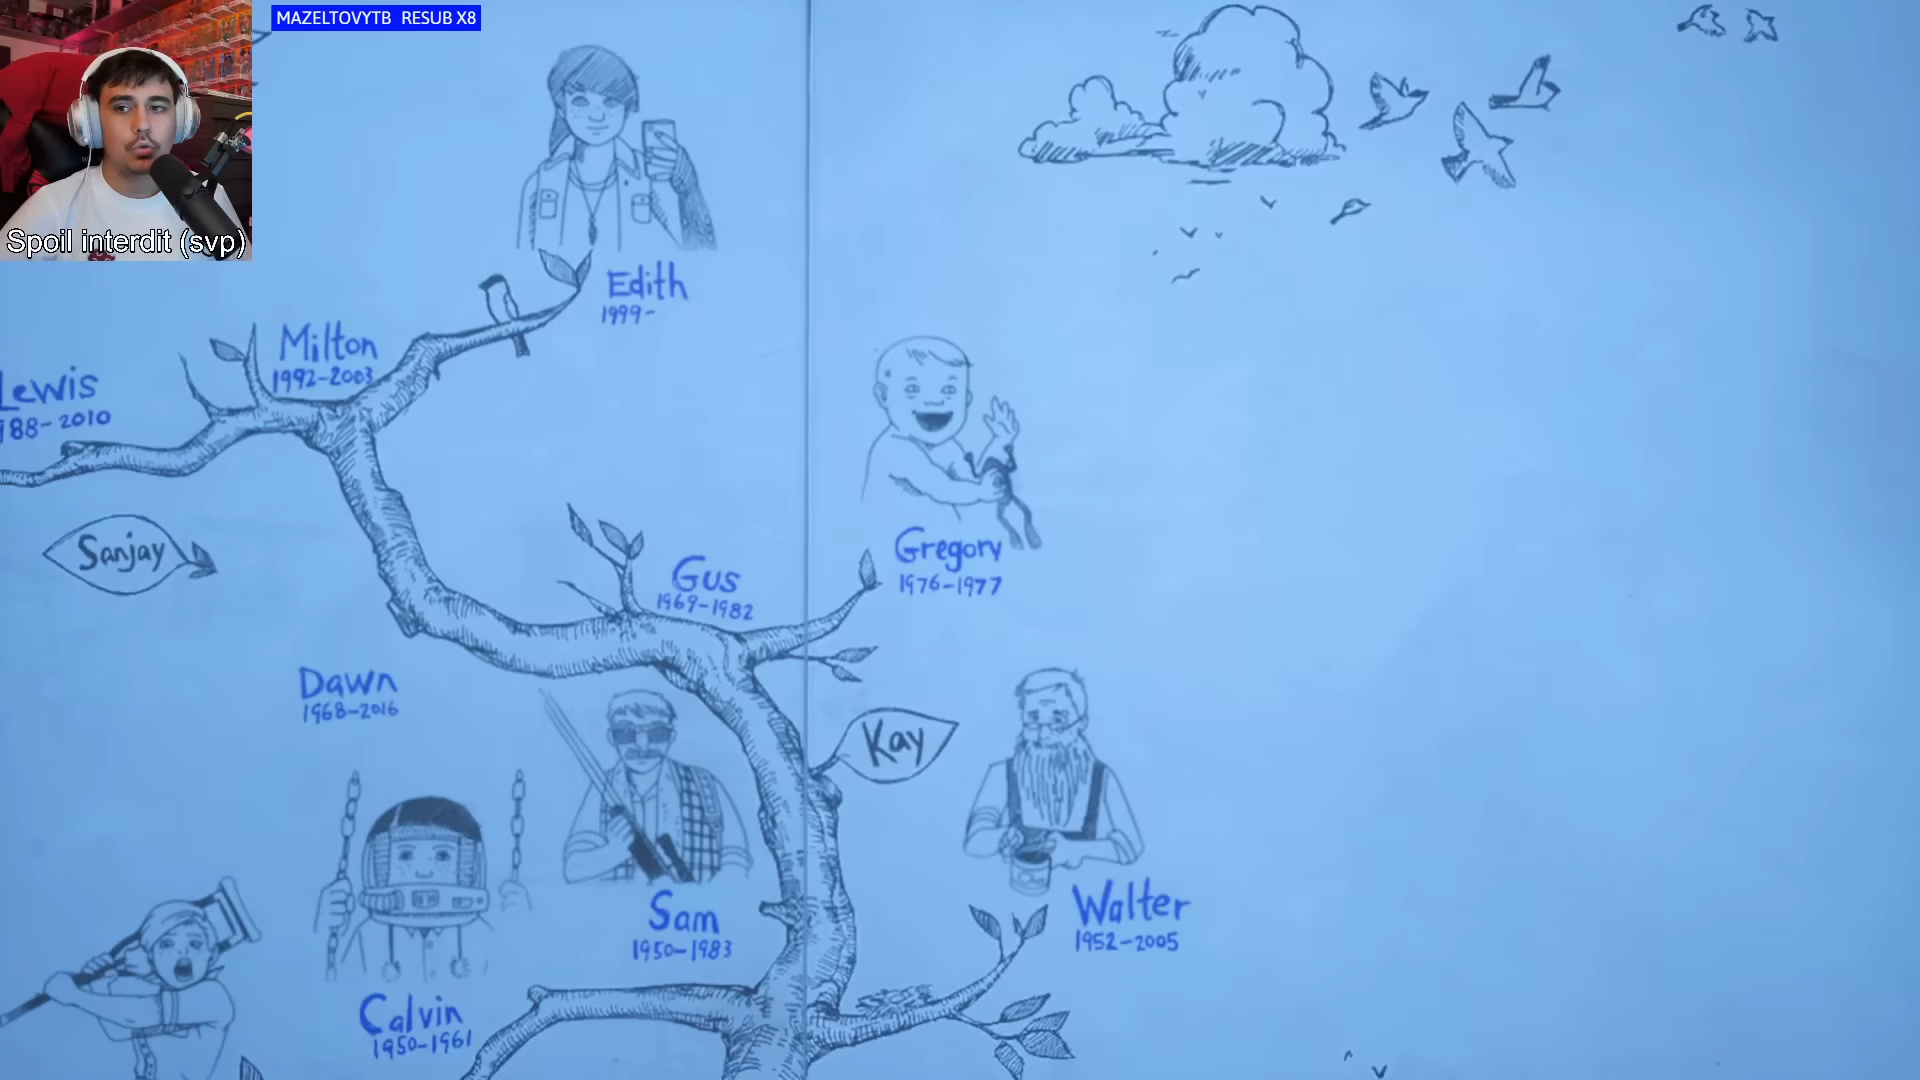 MAZELTOVYTB RESUB X8
Spoil interdit (svp)
Edith
1999-
Milton
1992-2003
Lewis
1988-2010
Sanjay
Gus
1969-1982
Gregory
1976-1977
Dawn
1968-2016
Kay
Sam
1950-1983
Walter
1952-2005
Calvin
1950-1961